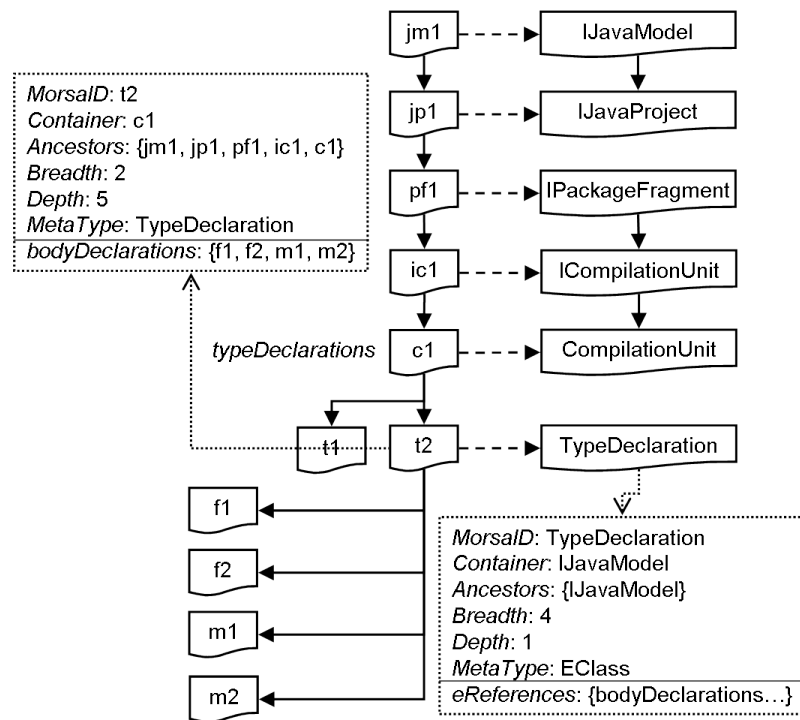 jm1
IJavaModel
MorsaID: t2
Container: c1
Ancestors: {jm1, jp1, pf1, ic1, c1}
Breadth: 2
Depth: 5
MetaType: TypeDeclaration
bodyDeclarations: {f1, f2, m1, m2}
jp1
IJavaProject
pf1
IPackageFragment
ic1
ICompilationUnit
typeDeclarations
c1
CompilationUnit
t1
t2
TypeDeclaration
f1
f2
m1
m2
MorsaID: TypeDeclaration
Container: IJavaModel
Ancestors: {IJavaModel}
Breadth: 4
Depth: 1
MetaType: EClass
eReferences: {bodyDeclarations...}